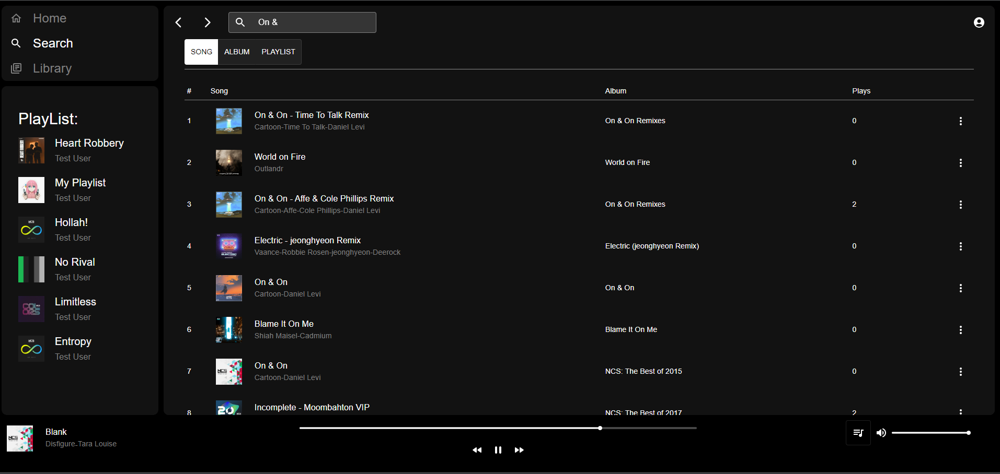 Home
Search
Library
PlayList:
Heart Robbery
Test User
My Playlist
Test User
Hollah!
Test User
No Rival
Test User
Limitless
Test User
Entropy
Test User
On &
SONG ALBUM PLAYLIST
# Song Album Plays
1 On & On - Time To Talk Remix On & On Remixes 0
Cartoon-Time To Talk-Daniel Levi
2 World on Fire World on Fire 0
Outlandr
3 On & On - Affe & Cole Phillips Remix On & On Remixes 2
Cartoon-Affe-Cole Phillips-Daniel Levi
4 Electric - jeonghyeon Remix Electric (jeonghyeon Remix) 0
Vaance-Robbie Rosen-jeonghyeon-Deerock
5 On & On On & On 0
Cartoon-Daniel Levi
6 Blame It On Me Blame It On Me 0
Shiah Maisel-Cadmium
7 On & On NCS: The Best of 2015 0
Cartoon-Daniel Levi
8 Incomplete - Moombahton VIP NCS: The Best of 2017 2
Blank
Disfigure-Tara Louise